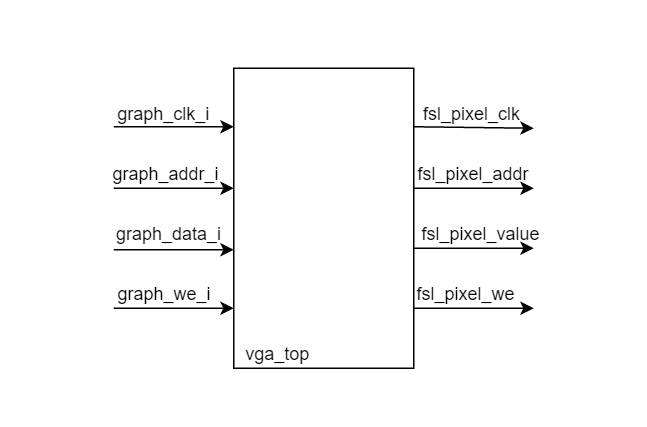 graph_clk_i
fsl_pixel_clk
graph_addr_i
fsl_pixel_addr
graph_data_i
fsl_pixel_value
graph_we_i
fsl_pixel_we
vga_top